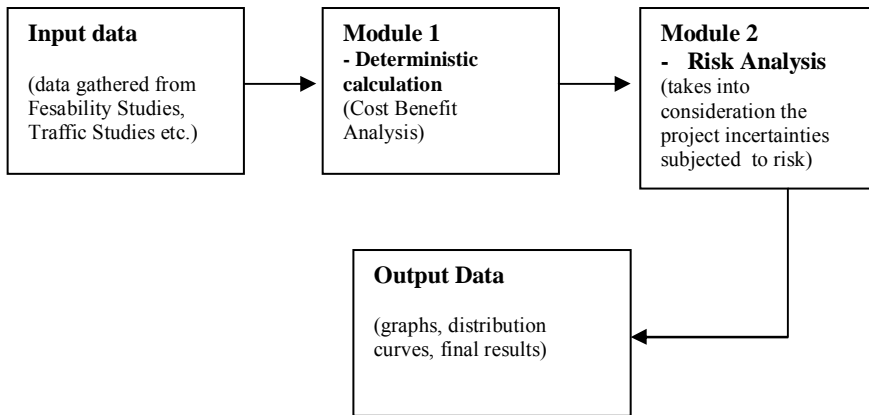 Input data
(data gathered from
Fesability Studies,
Traffic Studies etc.)
Module 1
- Deterministic
calculation
(Cost Benefit
Analysis)
Module 2
- Risk Analysis
(takes into
consideration the
project incertainties
subjected to risk)
Output Data
(graphs, distribution
curves, final results)